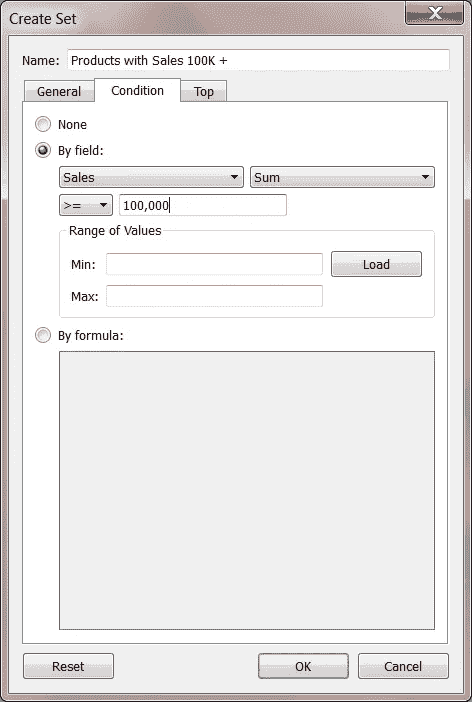 Create Set
Name: Products with Sales 100K +
General Condition Top
None
By field:
Sales Sum
>= 100,000
Range of Values
Min: Load
Max:
By formula:
Reset OK Cancel